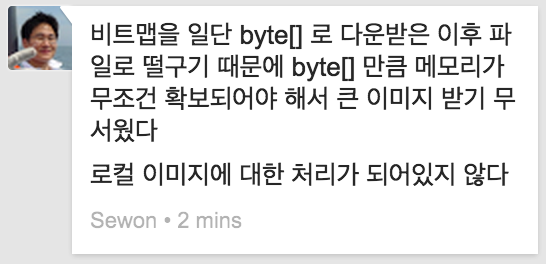 비트맵을 일단 byte[] 로 다운받은 이후 파
일로 떨구기 때문에 byte[] 만큼 메모리가
무조건 확보되어야 해서 큰 이미지 받기 무
서웠다
로컬 이미지에 대한 처리가 되어있지 않다
Sewon • 2 mins